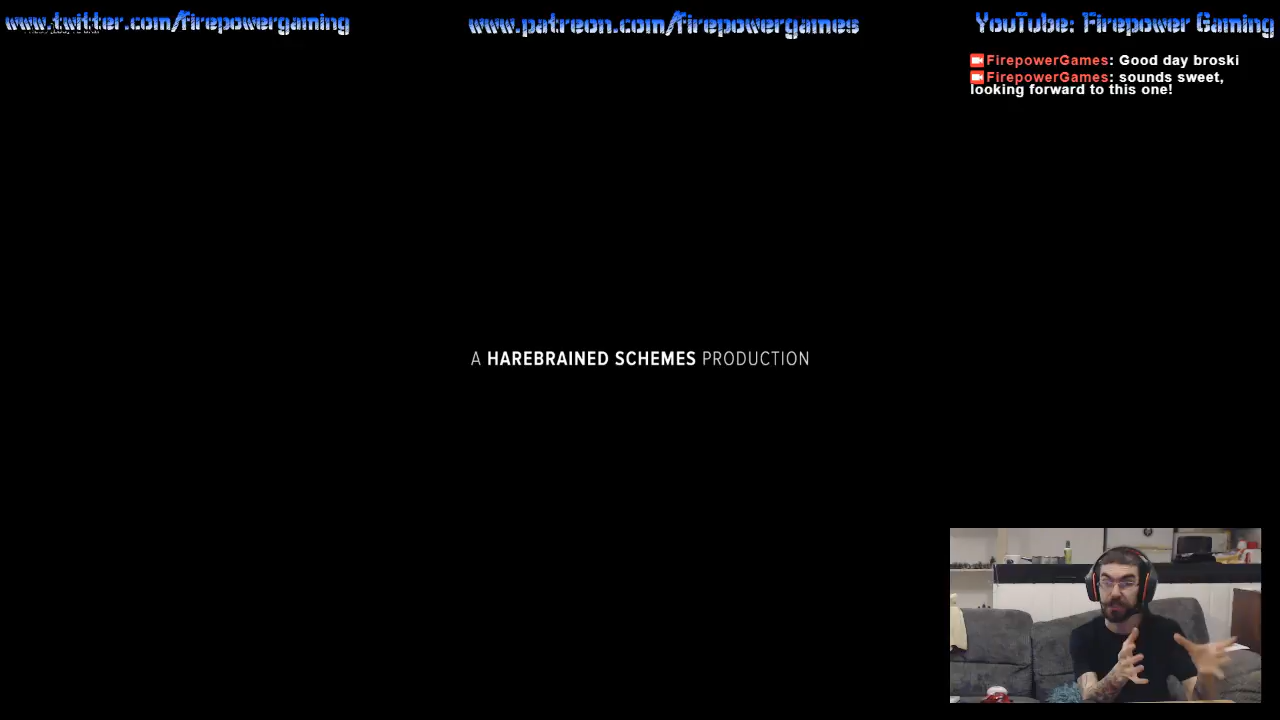 www.twitter.com/firepowergaming
www.patreon.com/firepowergames
YouTube: Firepower Gaming
FirepowerGames: Good day broski
FirepowerGames: sounds sweet,
looking forward to this one!
A HAREBRAINED SCHEMES PRODUCTION